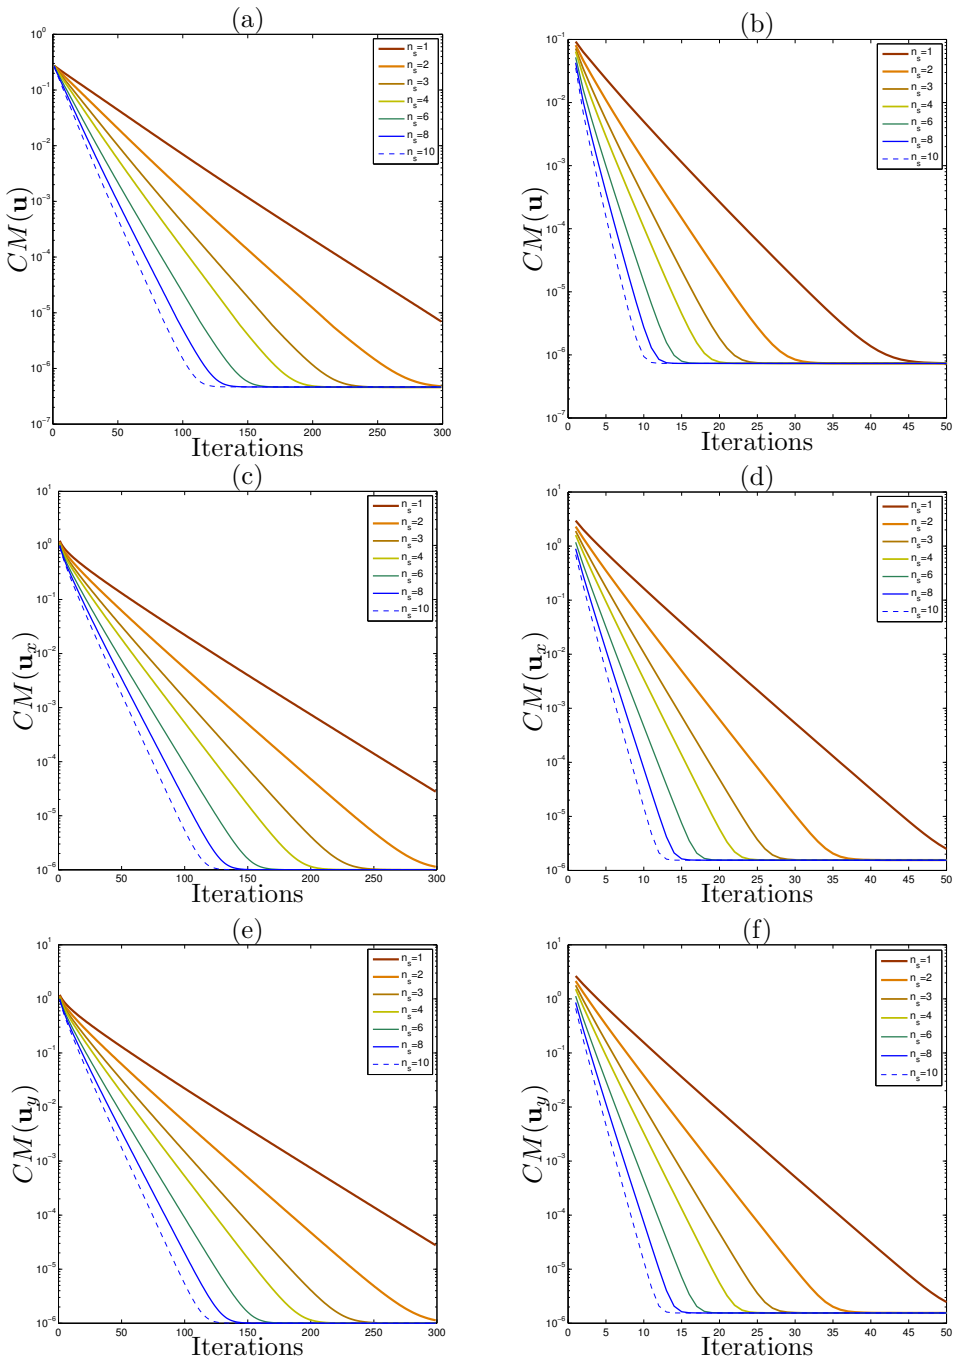 (a)
10^0
10^-1
10^-2
10^-3
10^-4
10^-5
10^-6
10^-7
CM(u)
n_s=1
n_s=2
n_s=3
n_s=4
n_s=6
n_s=8
n_s=10
0 50 100 150 200 250 300
Iterations
(b)
10^-1
10^-2
10^-3
10^-4
10^-5
10^-6
10^-7
CM(u)
n_s=1
n_s=2
n_s=3
n_s=4
n_s=6
n_s=8
n_s=10
0 5 10 15 20 25 30 35 40 45 50
Iterations
(c)
10^1
10^0
10^-1
10^-2
10^-3
10^-4
10^-5
10^-6
CM(u_x)
n_s=1
n_s=2
n_s=3
n_s=4
n_s=6
n_s=8
n_s=10
0 50 100 150 200 250 300
Iterations
(d)
10^1
10^0
10^-1
10^-2
10^-3
10^-4
10^-5
10^-6
CM(u_x)
n_s=1
n_s=2
n_s=3
n_s=4
n_s=6
n_s=8
n_s=10
0 5 10 15 20 25 30 35 40 45 50
Iterations
(e)
10^1
10^0
10^-1
10^-2
10^-3
10^-4
10^-5
10^-6
CM(u_y)
n_s=1
n_s=2
n_s=3
n_s=4
n_s=6
n_s=8
n_s=10
0 50 100 150 200 250 300
Iterations
(f)
10^1
10^0
10^-1
10^-2
10^-3
10^-4
10^-5
10^-6
CM(u_y)
n_s=1
n_s=2
n_s=3
n_s=4
n_s=6
n_s=8
n_s=10
0 5 10 15 20 25 30 35 40 45 50
Iterations